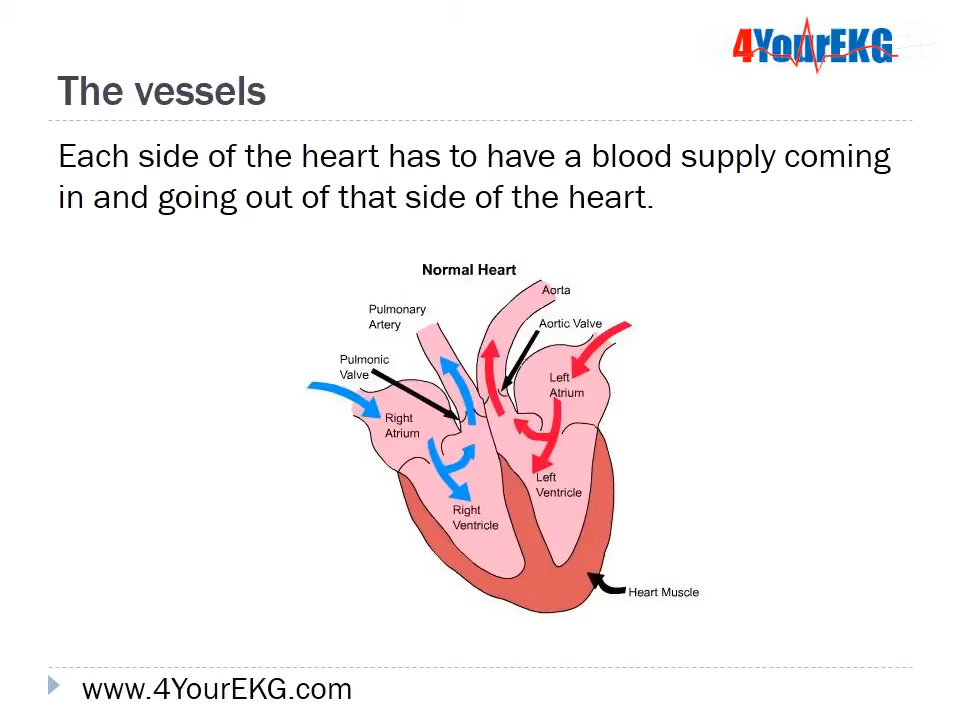 4YourEKG
The vessels
Each side of the heart has to have a blood supply coming
in and going out of that side of the heart.
Normal Heart
Aorta
Pulmonary
Artery
Aortic Valve
Pulmonic
Valve
Left
Atrium
Right
Atrium
Left
Ventricle
Right
Ventricle
Heart Muscle
www.4YourEKG.com